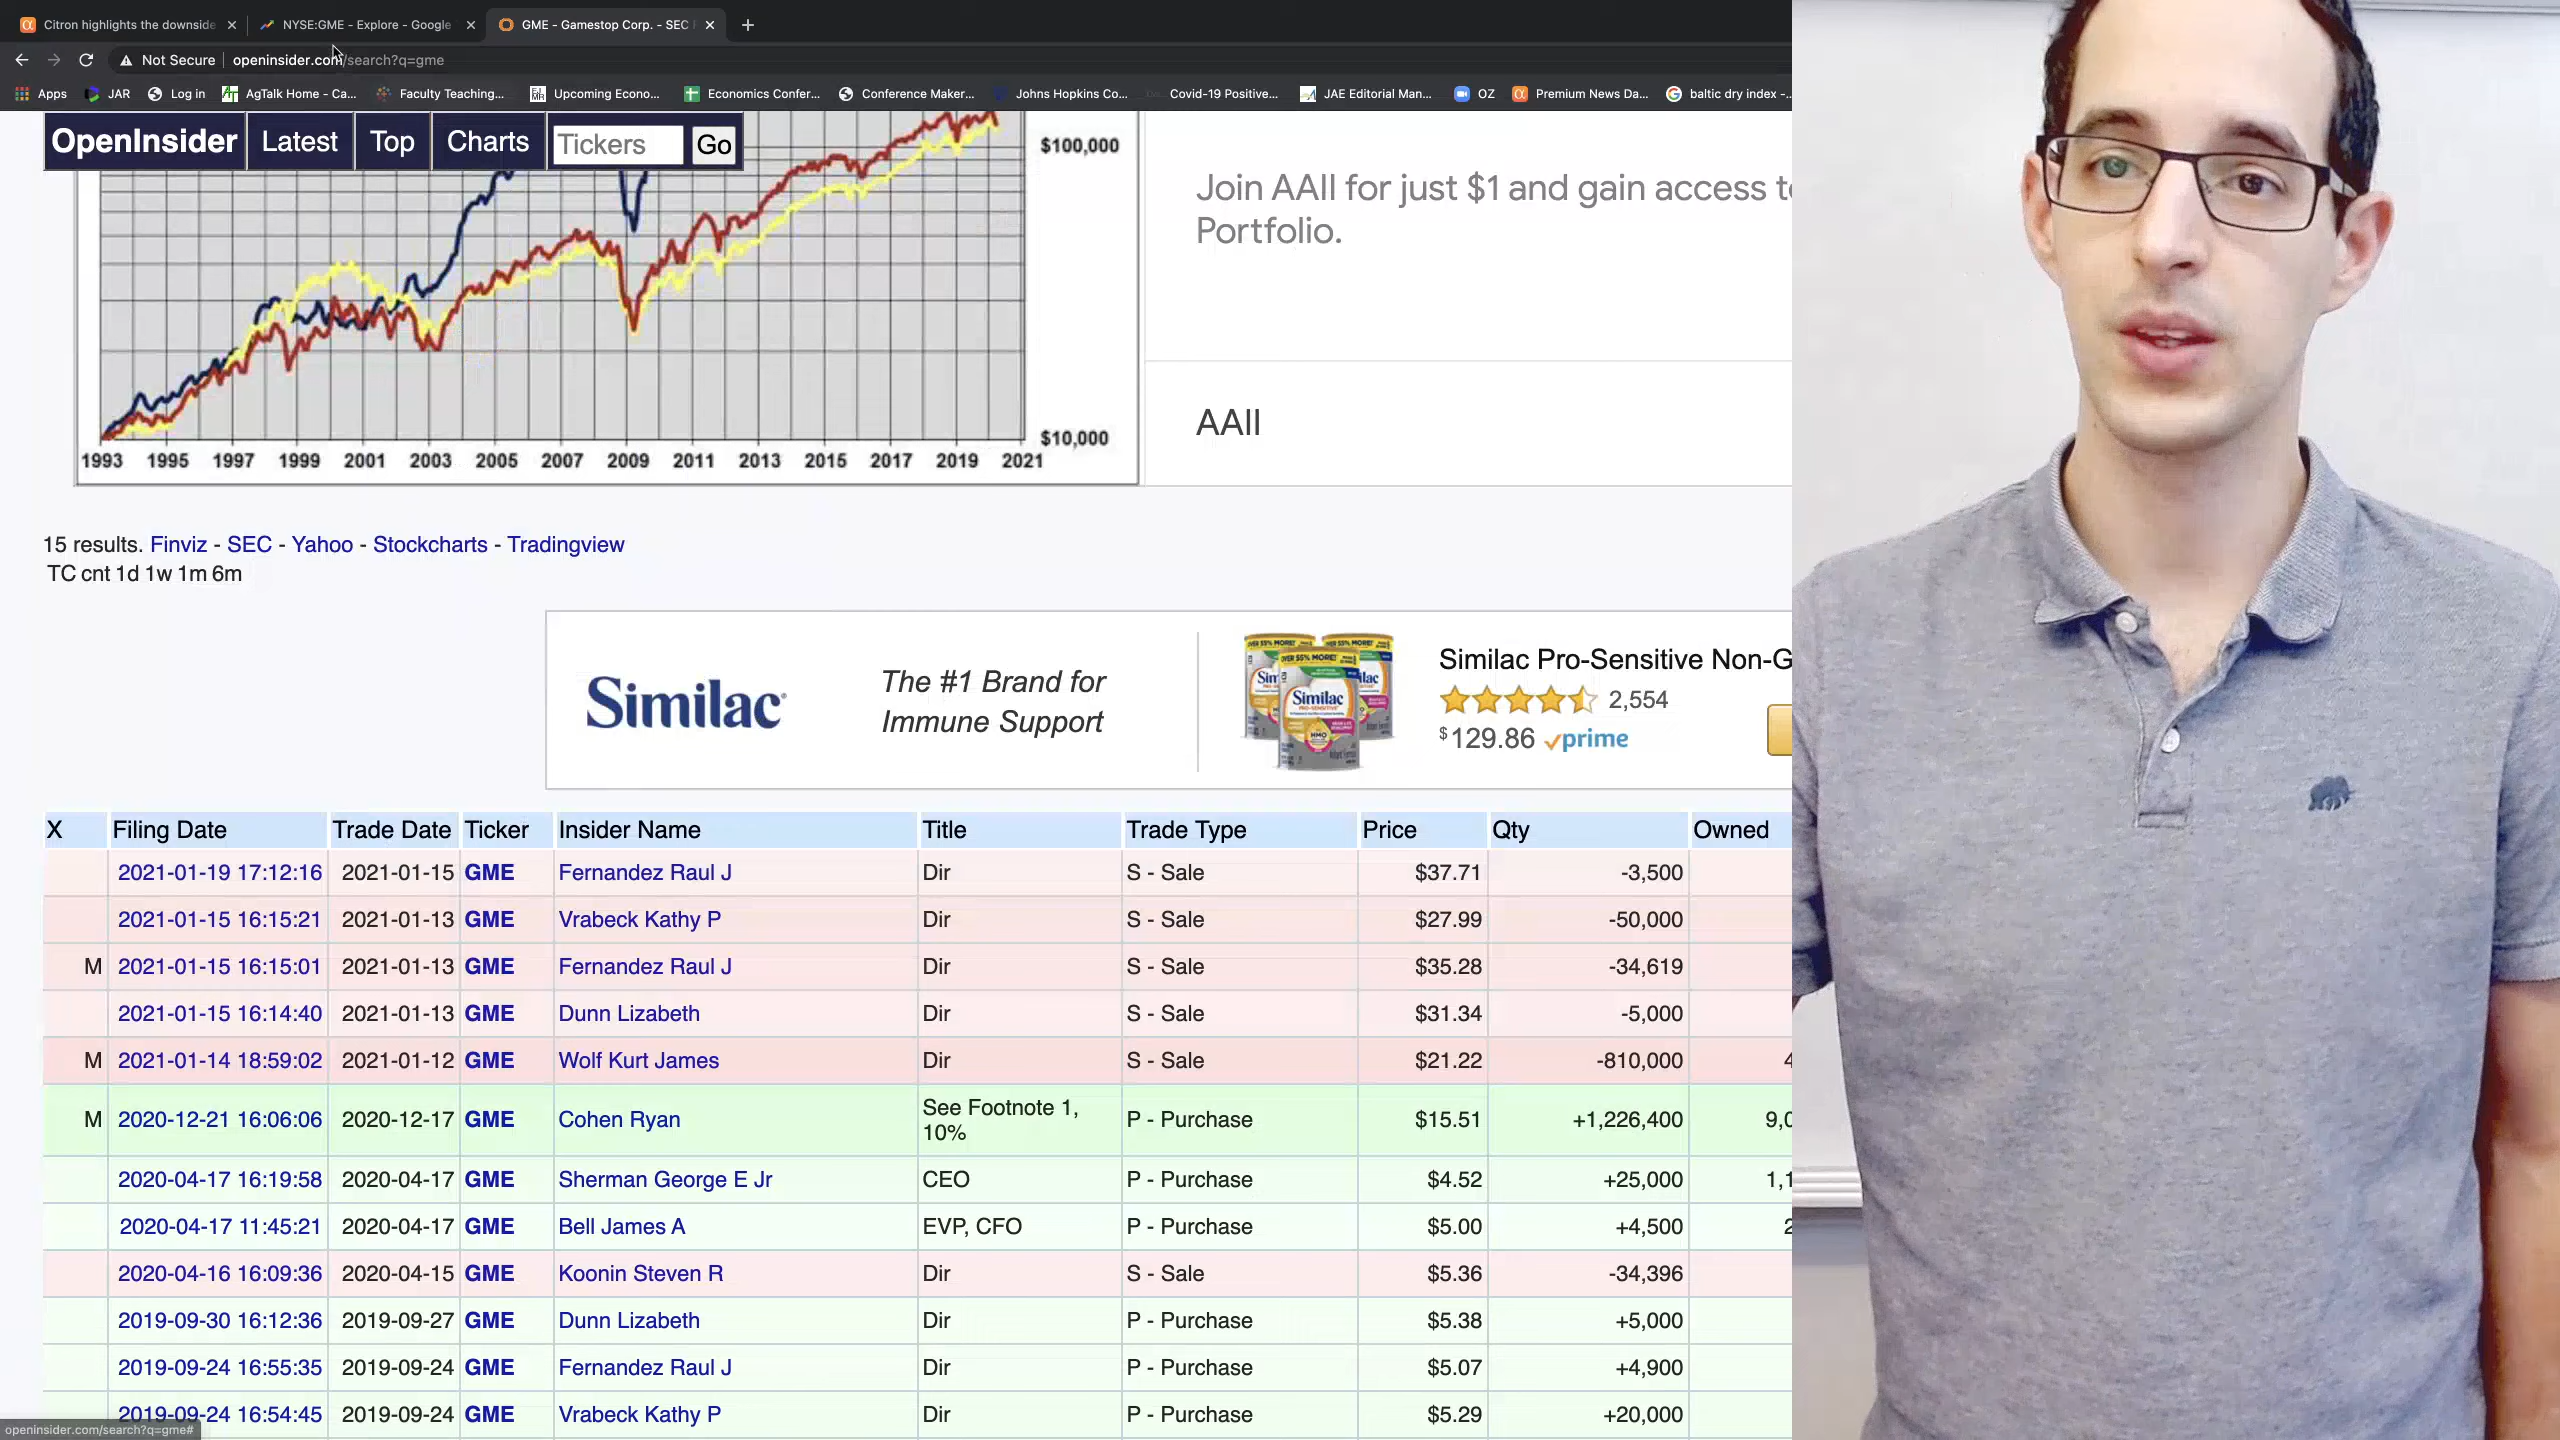 Citron highlights the downside
NYSE:GME - Explore - Google
GME - Gamestop Corp. - SEC
Not Secure openinsider.com/search?q=gme
Apps JAR Log in AgTalk Home - Ca... Faculty Teaching... Upcoming Econo... Economics Confer... Conference Maker... Johns Hopkins Co... Covid-19 Positive... JAE Editorial Man... OZ Premium News Da... baltic dry index -...
OpenInsider Latest Top Charts Tickers Go
$100,000
$10,000
1993 1995 1997 1999 2001 2003 2005 2007 2009 2011 2013 2015 2017 2019 2021
Join AAII for just $1 and gain access t
Portfolio.
AAII
15 results. Finviz - SEC - Yahoo - Stockcharts - Tradingview
TC cnt 1d 1w 1m 6m
Similac
The #1 Brand for
Immune Support
OVER 55% MORE!
Similac
PRO-SENSITIVE
Similac Pro-Sensitive Non-G
2,554
$129.86 prime
X Filing Date Trade Date Ticker Insider Name Title Trade Type Price Qty Owned
2021-01-19 17:12:16 2021-01-15 GME Fernandez Raul J Dir S - Sale $37.71 -3,500
2021-01-15 16:15:21 2021-01-13 GME Vrabeck Kathy P Dir S - Sale $27.99 -50,000
M 2021-01-15 16:15:01 2021-01-13 GME Fernandez Raul J Dir S - Sale $35.28 -34,619
2021-01-15 16:14:40 2021-01-13 GME Dunn Lizabeth Dir S - Sale $31.34 -5,000
M 2021-01-14 18:59:02 2021-01-12 GME Wolf Kurt James Dir S - Sale $21.22 -810,000 4
M 2020-12-21 16:06:06 2020-12-17 GME Cohen Ryan See Footnote 1, 10% P - Purchase $15.51 +1,226,400 9,0
2020-04-17 16:19:58 2020-04-17 GME Sherman George E Jr CEO P - Purchase $4.52 +25,000 1,1
2020-04-17 11:45:21 2020-04-17 GME Bell James A EVP, CFO P - Purchase $5.00 +4,500 2
2020-04-16 16:09:36 2020-04-15 GME Koonin Steven R Dir S - Sale $5.36 -34,396
2019-09-30 16:12:36 2019-09-27 GME Dunn Lizabeth Dir P - Purchase $5.38 +5,000
2019-09-24 16:55:35 2019-09-24 GME Fernandez Raul J Dir P - Purchase $5.07 +4,900
2019-09-24 16:54:45 2019-09-24 GME Vrabeck Kathy P Dir P - Purchase $5.29 +20,000
openinsider.com/search?q=gme#